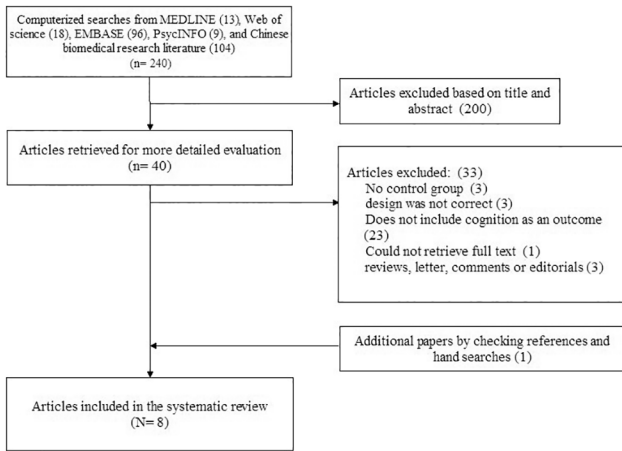 Computerized searches from MEDLINE (13), Web
of science (18), EMBASE (96), PsycINFO (9), and Chinese
biomedical research literature (104)
(n= 240)
Articles excluded based on title and
abstract (200)
Articles retrieved for more detailed evaluation
(n= 40)
Articles excluded: (33)
No control group (3)
design was not correct (3)
Does not include cognition as an outcome
(23)
Could not retrieve full text (1)
reviews, letter, comments or editorials (3)
Additional papers by checking references and
hand searches (1)
Articles included in the systematic review
(N= 8)